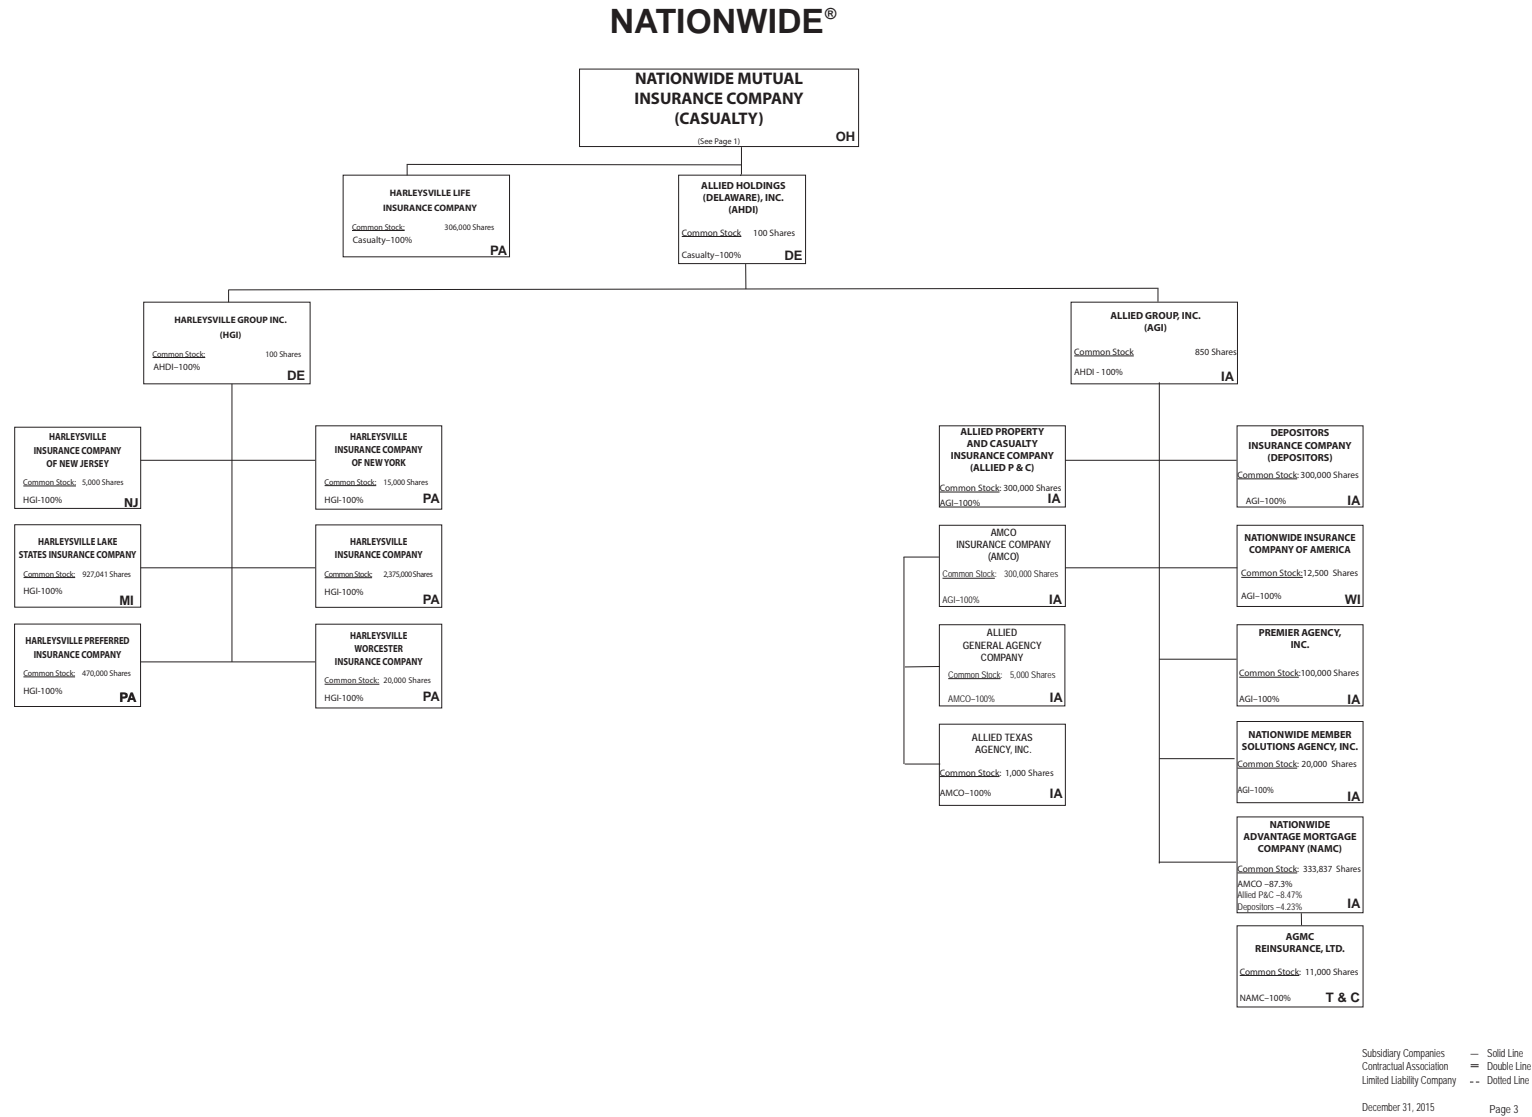 NATIONWIDE®
NATIONWIDE MUTUAL
INSURANCE COMPANY
(CASUALTY)
(See Page 1)
OH
HARLEYSVILLE LIFE
INSURANCE COMPANY
Common Stock: 306,000 Shares
Casualty–100%
PA
ALLIED HOLDINGS
(DELAWARE), INC.
(AHDI)
Common Stock 100 Shares
Casualty–100%
DE
HARLEYSVILLE GROUP INC.
(HGI)
Common Stock: 100 Shares
AHDI–100%
DE
ALLIED GROUP, INC.
(AGI)
Common Stock 850 Shares
AHDI - 100%
IA
HARLEYSVILLE
INSURANCE COMPANY
OF NEW JERSEY
Common Stock: 5,000 Shares
HGI-100%
NJ
HARLEYSVILLE
INSURANCE COMPANY
OF NEW YORK
Common Stock: 15,000 Shares
HGI-100%
PA
ALLIED PROPERTY
AND CASUALTY
INSURANCE COMPANY
(ALLIED P & C)
Common Stock: 300,000 Shares
AGI–100%
IA
DEPOSITORS
INSURANCE COMPANY
(DEPOSITORS)
Common Stock: 300,000 Shares
AGI–100%
IA
HARLEYSVILLE LAKE
STATES INSURANCE COMPANY
Common Stock: 927,041 Shares
HGI-100%
MI
HARLEYSVILLE
INSURANCE COMPANY
Common Stock: 2,375,000 Shares
HGI-100%
PA
AMCO
INSURANCE COMPANY
(AMCO)
Common Stock: 300,000 Shares
AGI–100%
IA
NATIONWIDE INSURANCE
COMPANY OF AMERICA
Common Stock: 12,500 Shares
AGI–100%
WI
HARLEYSVILLE PREFERRED
INSURANCE COMPANY
Common Stock: 470,000 Shares
HGI-100%
PA
HARLEYSVILLE
WORCESTER
INSURANCE COMPANY
Common Stock: 20,000 Shares
HGI-100%
PA
ALLIED
GENERAL AGENCY
COMPANY
Common Stock: 5,000 Shares
AMCO–100%
IA
PREMIER AGENCY,
INC.
Common Stock: 100,000 Shares
AGI–100%
IA
ALLIED TEXAS
AGENCY, INC.
Common Stock: 1,000 Shares
AMCO–100%
IA
NATIONWIDE MEMBER
SOLUTIONS AGENCY, INC.
Common Stock: 20,000 Shares
AGI–100%
IA
NATIONWIDE
ADVANTAGE MORTGAGE
COMPANY (NAMC)
Common Stock: 333,837 Shares
AMCO –87.3%
Allied P&C –8.47%
Depositors –4.23%
IA
AGMC
REINSURANCE, LTD.
Common Stock: 11,000 Shares
NAMC–100%
T & C
Subsidiary Companies — Solid Line
Contractual Association = Double Line
Limited Liability Company - - Dotted Line
December 31, 2015 Page 3